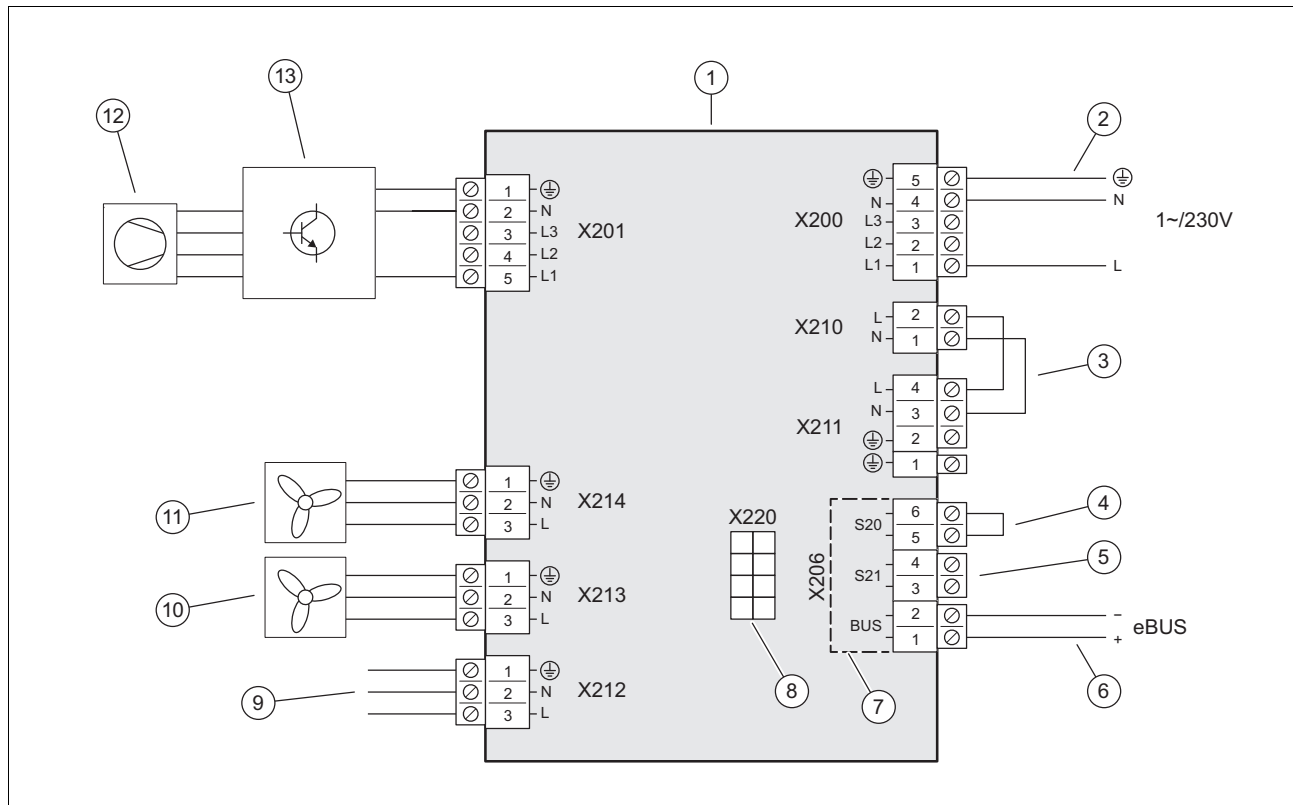 13
12
1
2
1
2 N
3 L3
4 L2
5 L1
X201
X200
5
N 4
L3 3
L2 2
L1 1
N
L
1~/230V
X210
L 2
N 1
3
X211
L 4
N 3
2
1
11
1
2 N
3 L
X214
10
1
2 N
3 L
X213
9
1
2 N
3 L
X212
X220
8
X206
S20
6
5
S21
4
3
BUS
2
1
4
5
–
+
eBUS
7
6